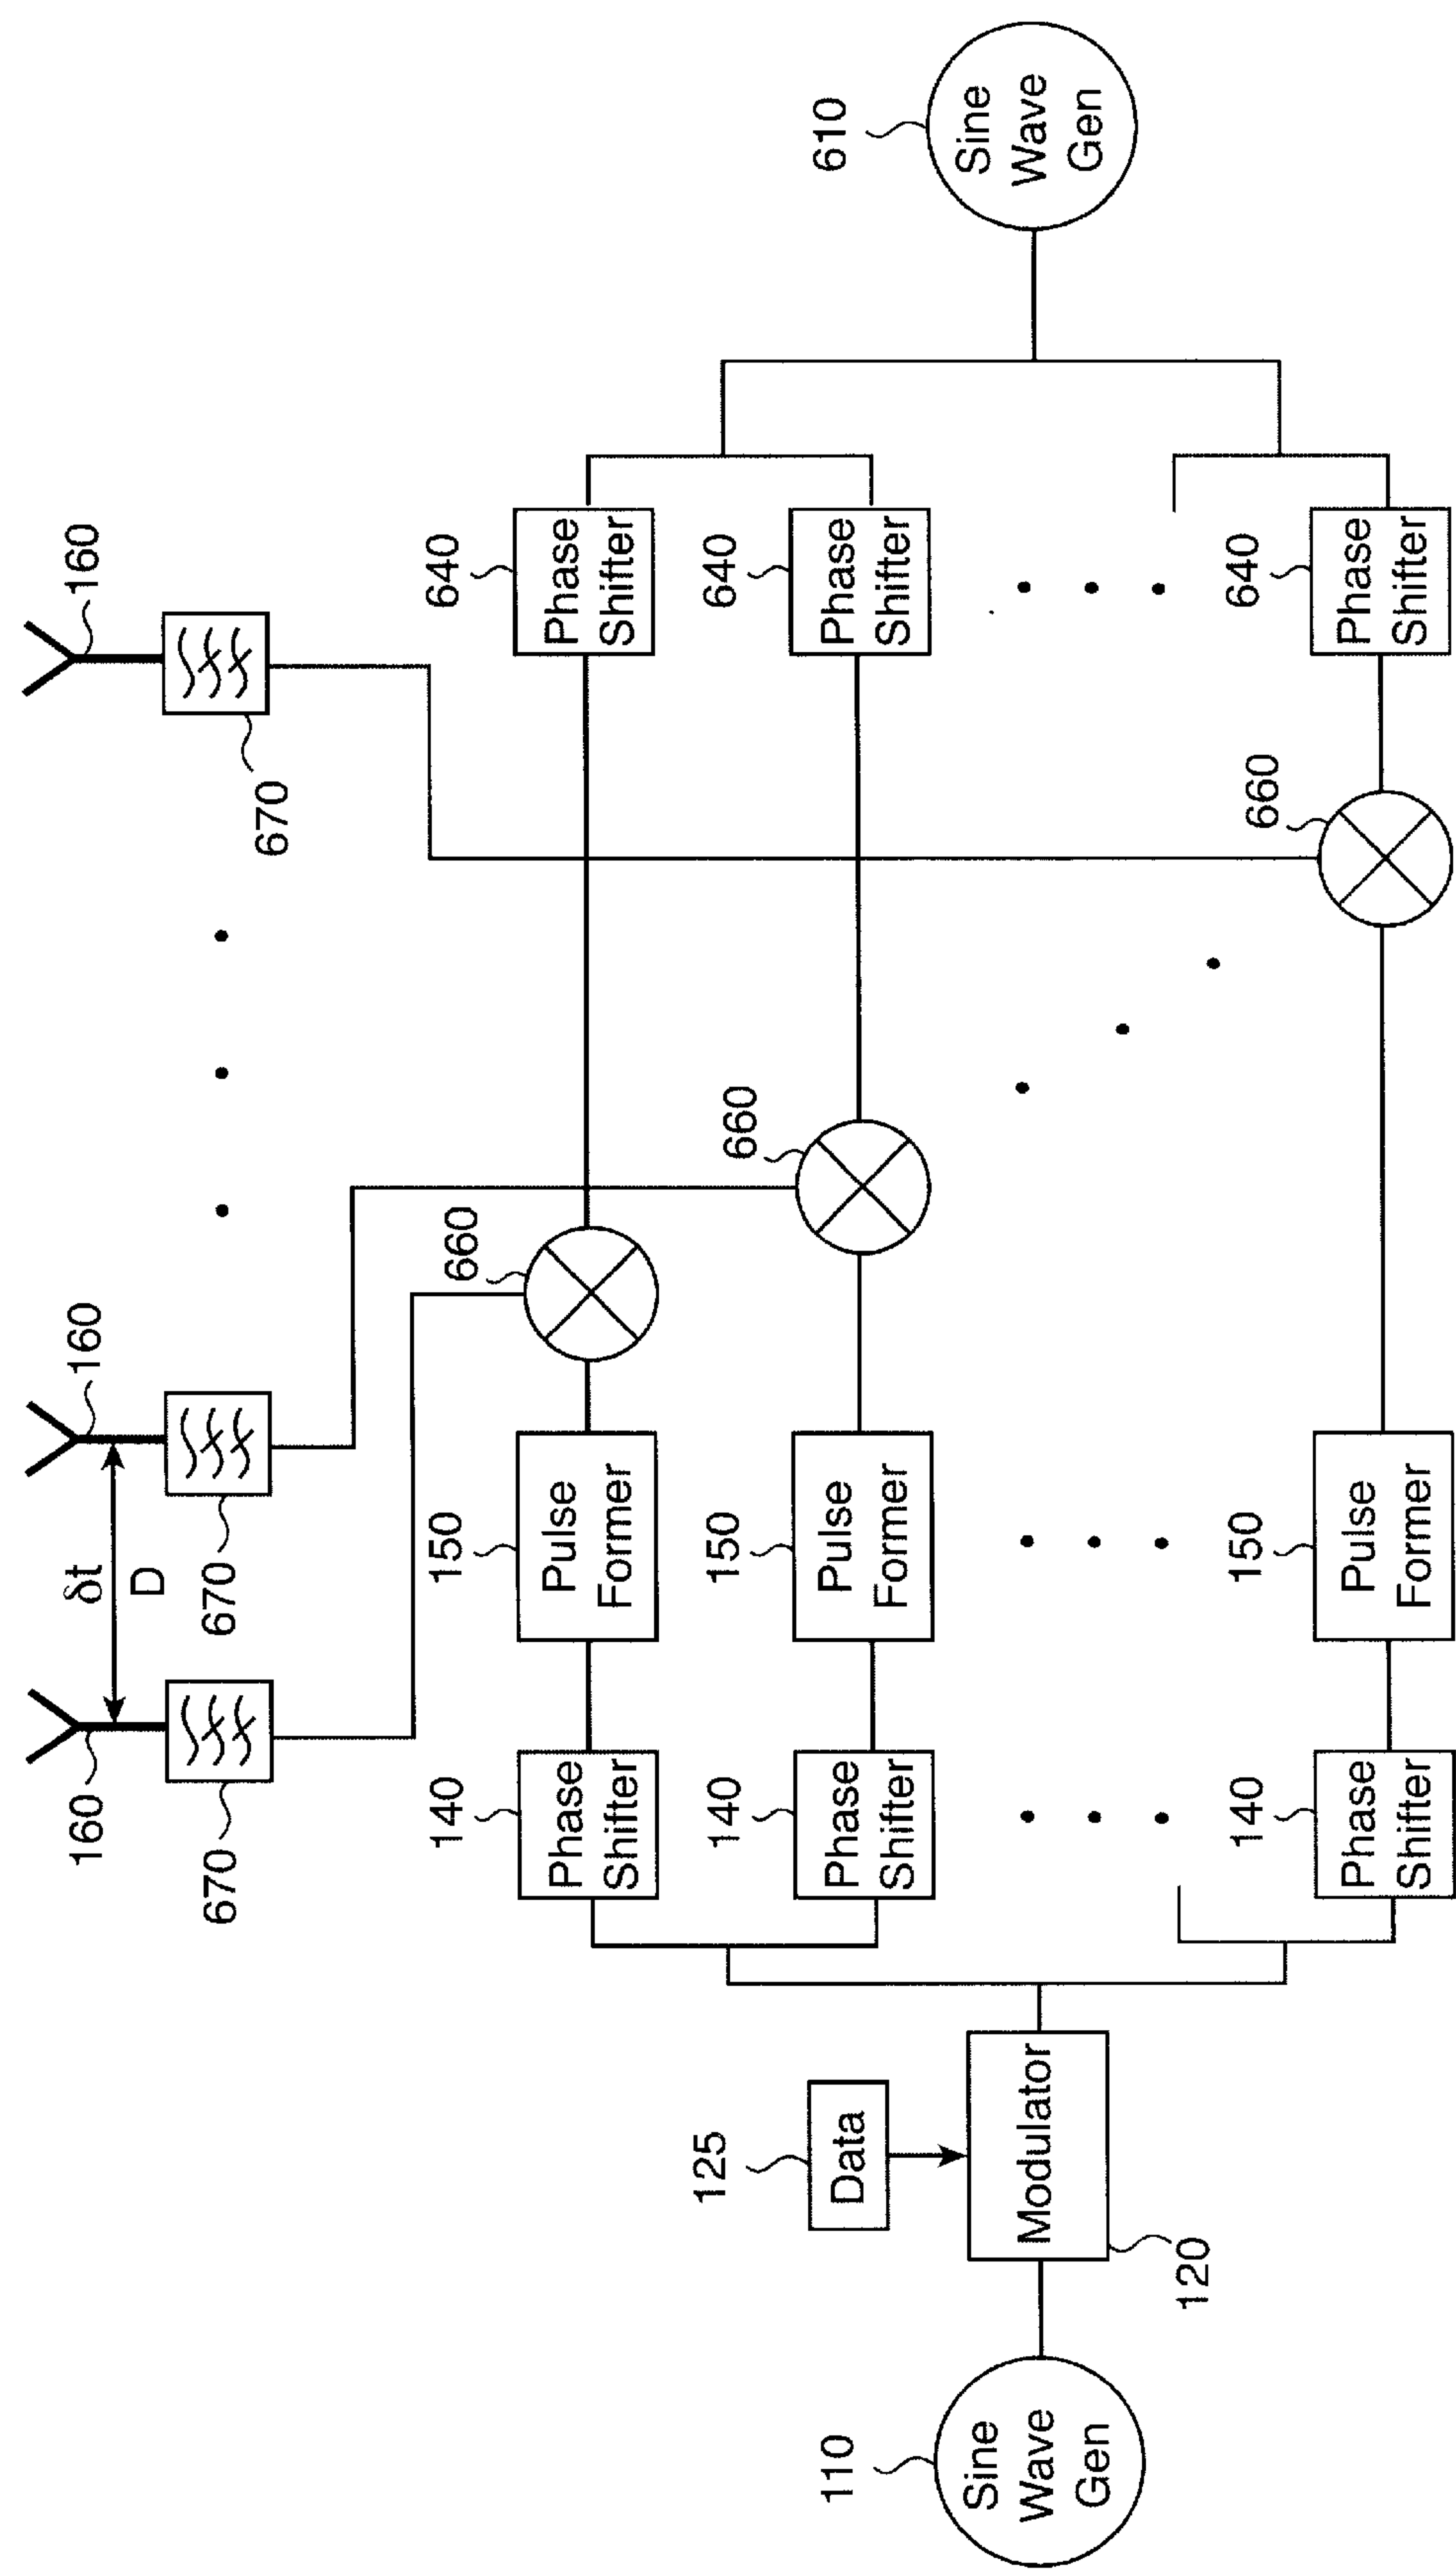 160
160
160
δt
D
670
670
670
660
660
660
140
Phase
Shifter
150
Pulse
Former
640
Phase
Shifter
140
Phase
Shifter
150
Pulse
Former
640
Phase
Shifter
140
Phase
Shifter
150
Pulse
Former
640
Phase
Shifter
125
Data
Modulator
120
110
Sine
Wave
Gen
610
Sine
Wave
Gen